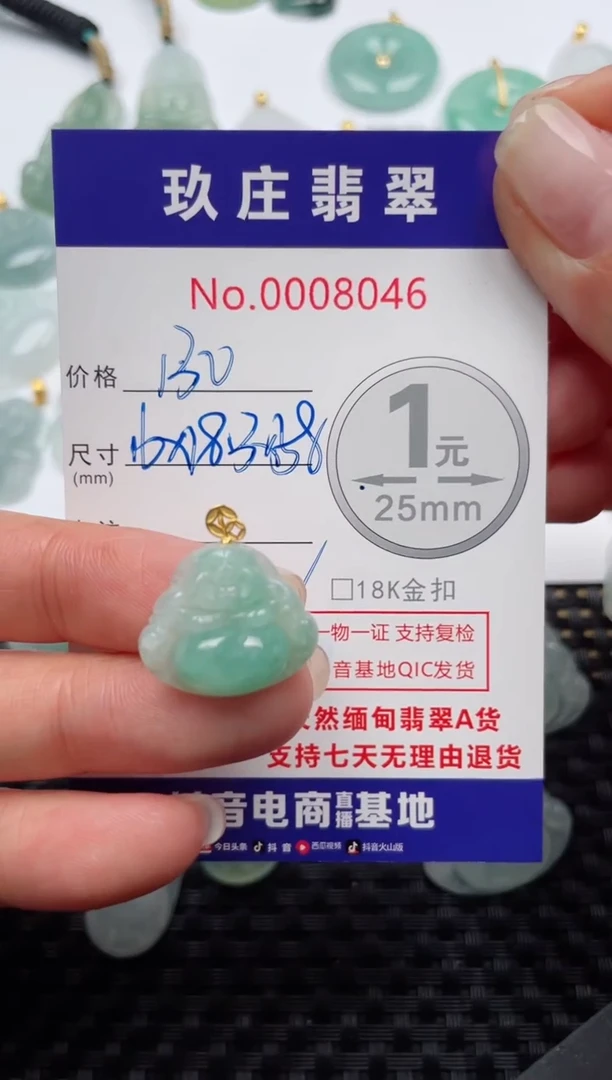 玖庄翡翠
No.0008046
价格 130
尺寸
(mm)
1元
25mm
□18K金扣
一物一证 支持复检
音基地QIC发货
然缅甸翡翠A货
支持七天无理由退货
音电商直播基地
今日头条 抖音 西瓜视频 抖音火山版